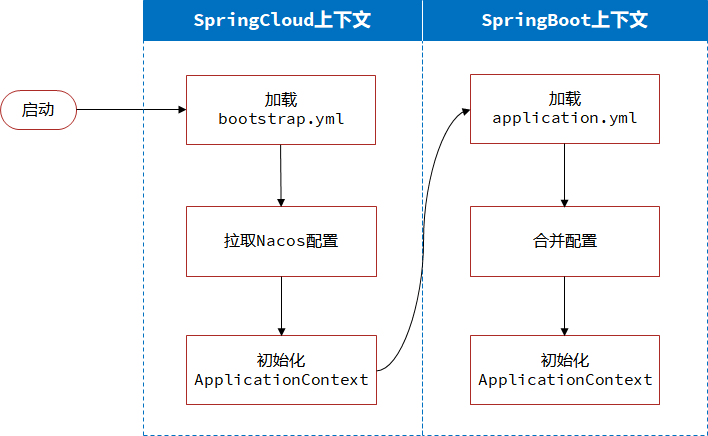 SpringCloud上下文
SpringBoot上下文
启动
加载
bootstrap.yml
拉取Nacos配置
初始化
ApplicationContext
加载
application.yml
合并配置
初始化
ApplicationContext